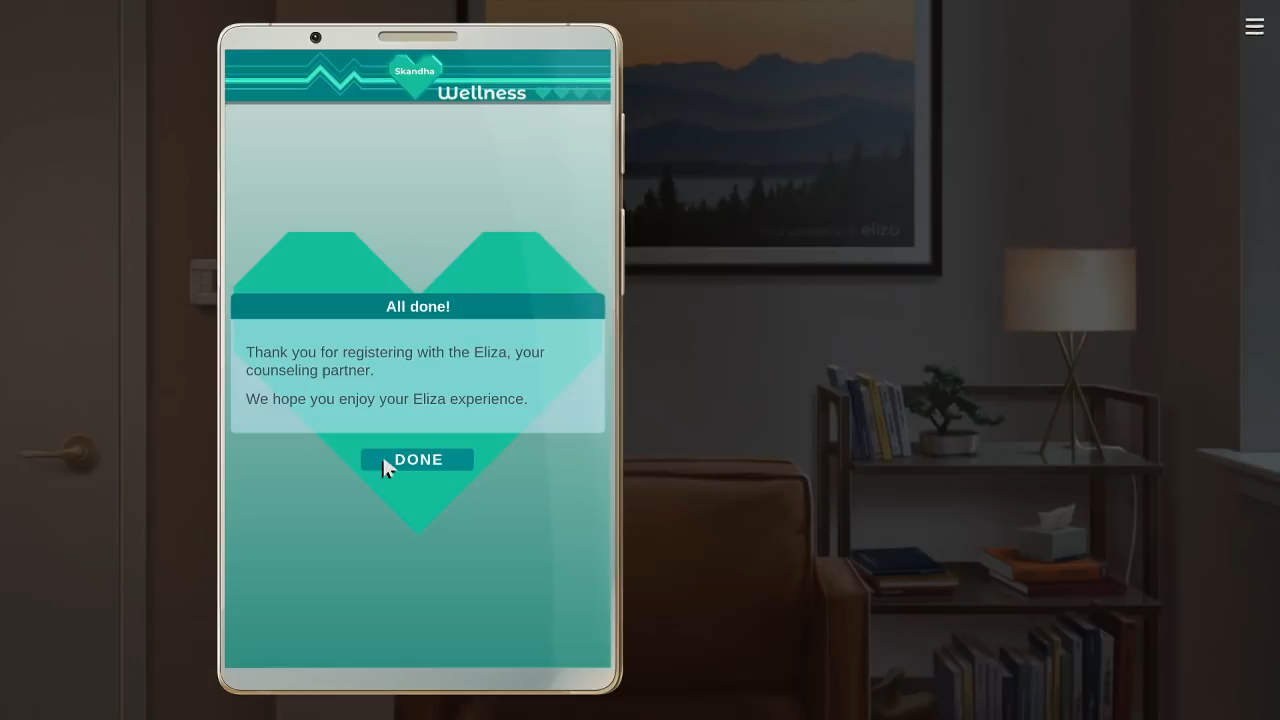 Skandha
Wellness
eliza
All done!
Thank you for registering with the Eliza, your
counseling partner.
We hope you enjoy your Eliza experience.
DONE